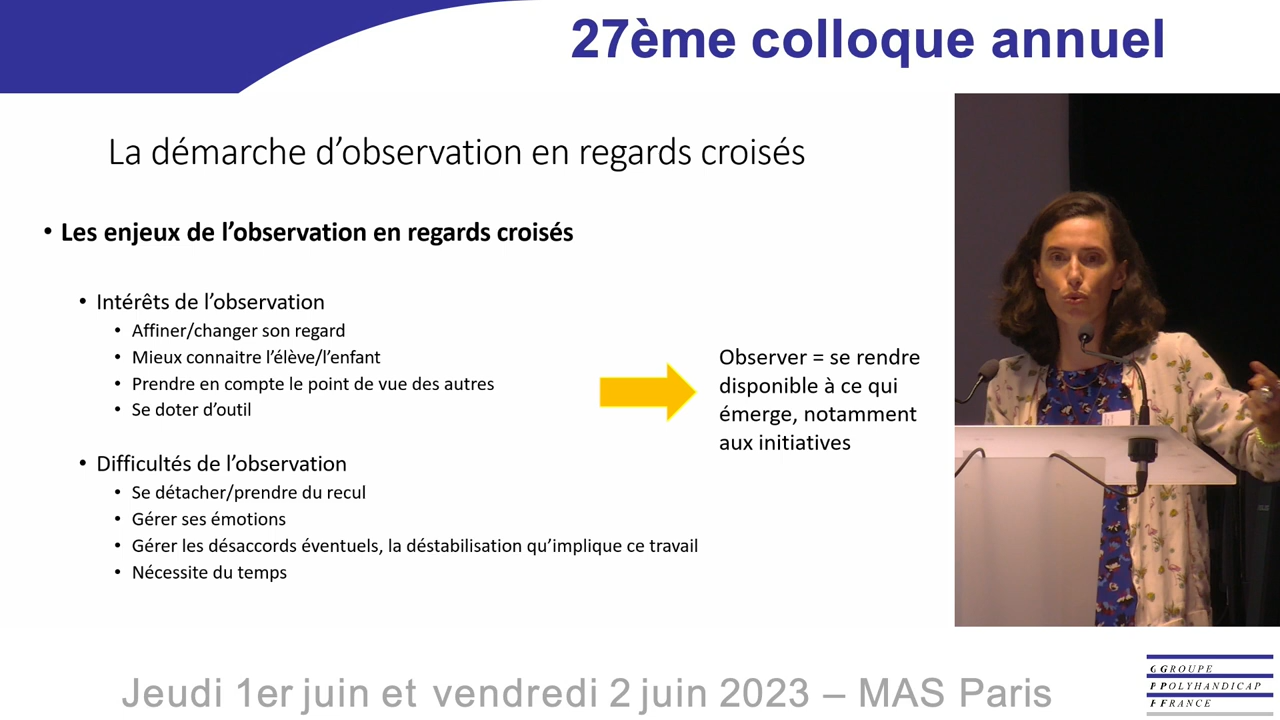 27ème colloque annuel
La démarche d’observation en regards croisés
• Les enjeux de l’observation en regards croisés
• Intérêts de l’observation
• Affiner/changer son regard
• Mieux connaitre l’élève/l’enfant
• Prendre en compte le point de vue des autres
• Se doter d’outil
Observer = se rendre
disponible à ce qui
émerge, notamment
aux initiatives
• Difficultés de l’observation
• Se détacher/prendre du recul
• Gérer ses émotions
• Gérer les désaccords éventuels, la déstabilisation qu’implique ce travail
• Nécessite du temps
Jeudi 1er juin et vendredi 2 juin 2023 – MAS Paris
GGROUPE
PPOLYHANDICAP
FFRANCE